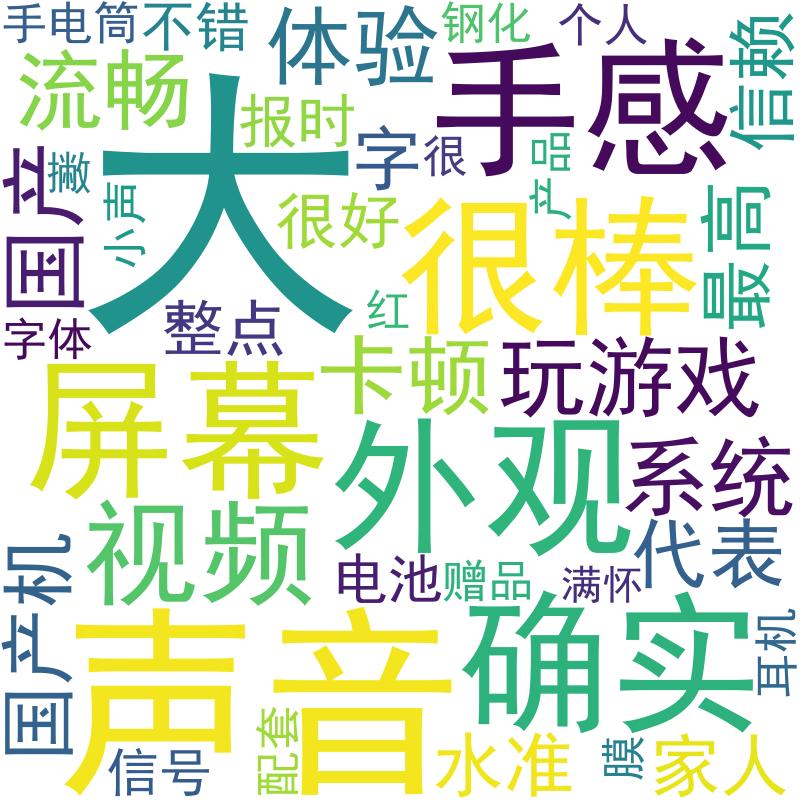 手电筒
不错
体验
钢化
个人
信赖
流畅
大
报时
手感
字
很
产品
国产
撇
小声
很好
很棒
最高
整点
红
字体
屏幕
卡顿
玩游戏
外观
系统
视频
国产机
电池
赠品
满怀
代表
声音
确实
耳机
信号
配套
水准
膜
家人